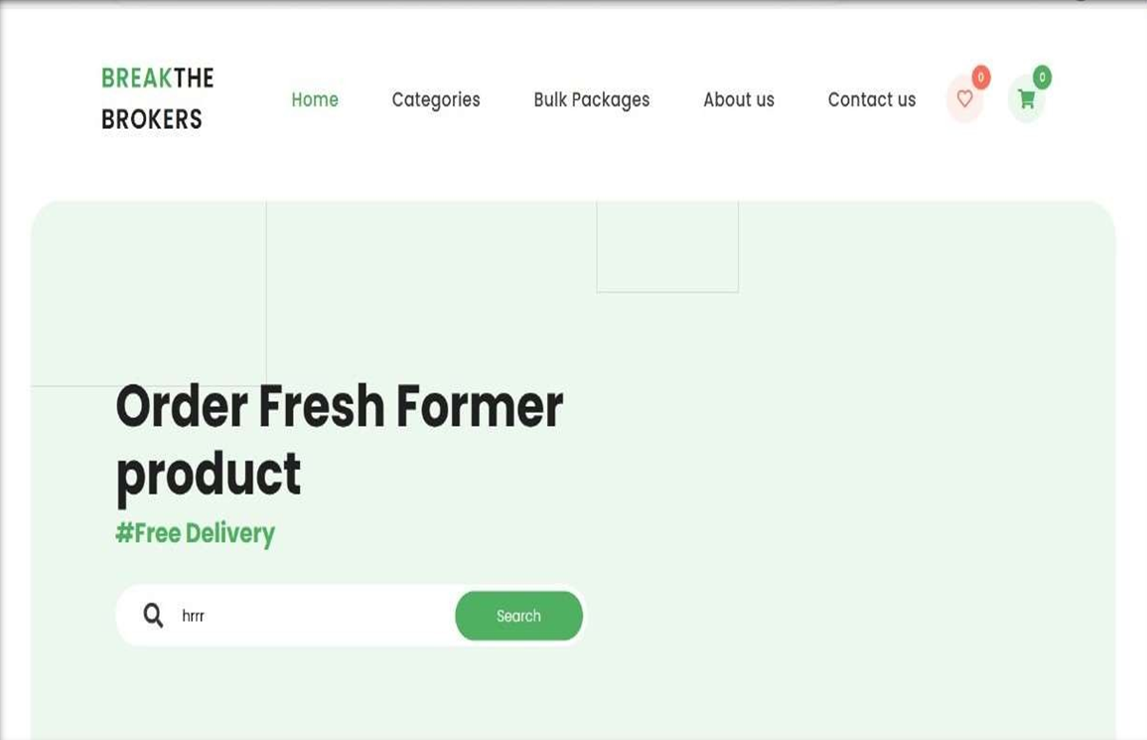 BREAKTHE
BROKERS
Home Categories Bulk Packages About us Contact us 0 0
Order Fresh Former
product
#Free Delivery
hrrr Search